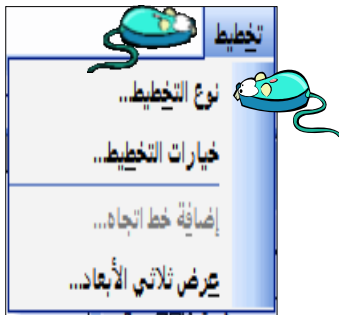 تخطيط
نوع التخطيط...
خيارات التخطيط...
إضافة خط اتجاه...
عرض ثلاثي الأبعاد...